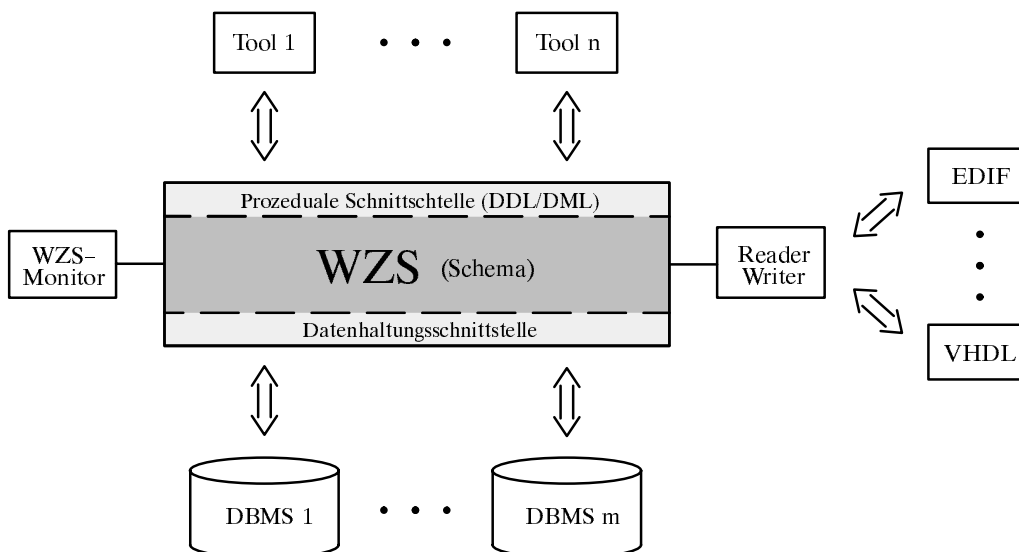 Tool 1
Tool n
Prozeduale Schnittschtelle (DDL/DML)
WZS (Schema)
Datenhaltungsschnittstelle
WZS–
Monitor
Reader
Writer
EDIF
VHDL
DBMS 1
DBMS m